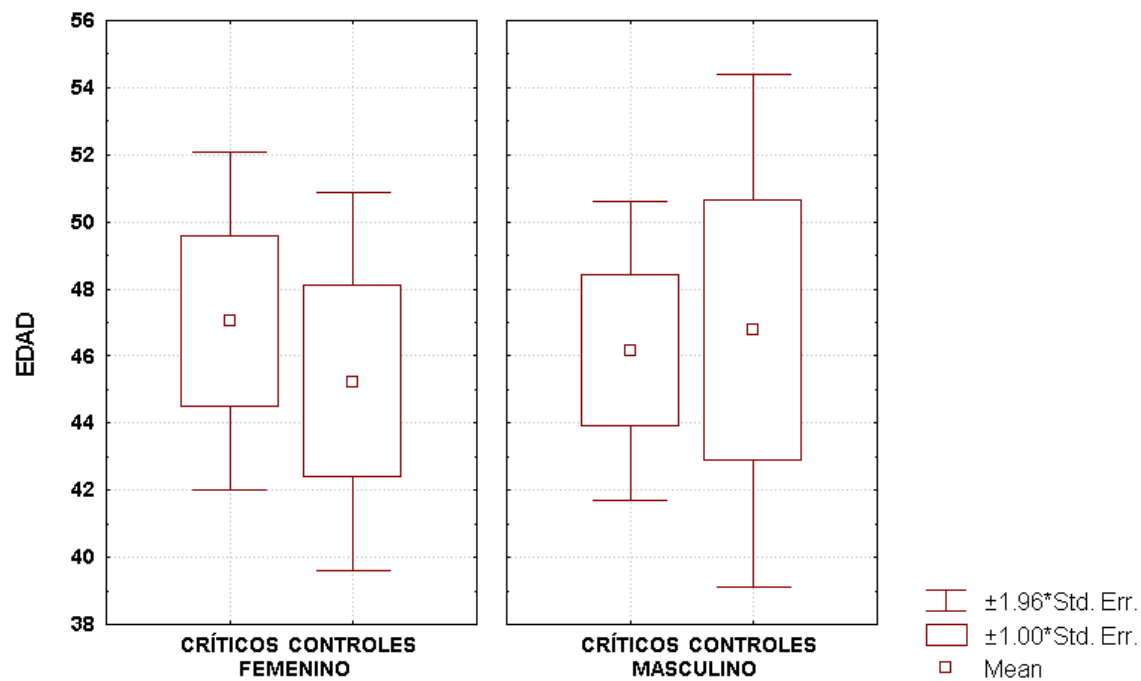 EDAD
56
54
52
50
48
46
44
42
40
38
CRÍTICOS CONTROLES
FEMENINO
CRÍTICOS CONTROLES
MASCULINO
±1.96*Std. Err.
±1.00*Std. Err.
Mean